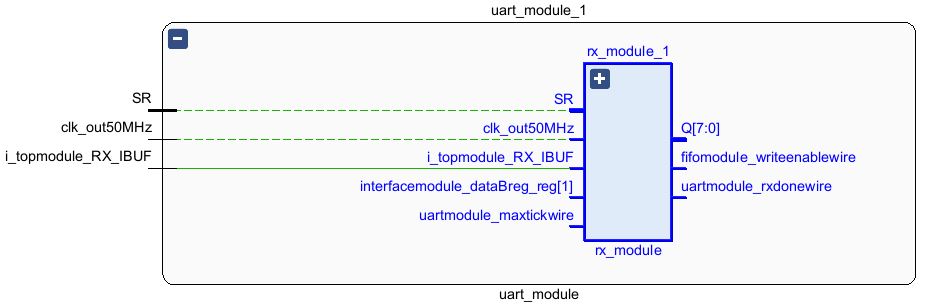 uart_module_1
rx_module_1
SR
SR
clk_out50MHz
clk_out50MHz
Q[7:0]
i_topmodule_RX_IBUF
i_topmodule_RX_IBUF
fifomodule_writeenablewire
interfacemodule_dataBreg_reg[1]
uartmodule_rxdonewire
uartmodule_maxtickwire
rx_module
uart_module